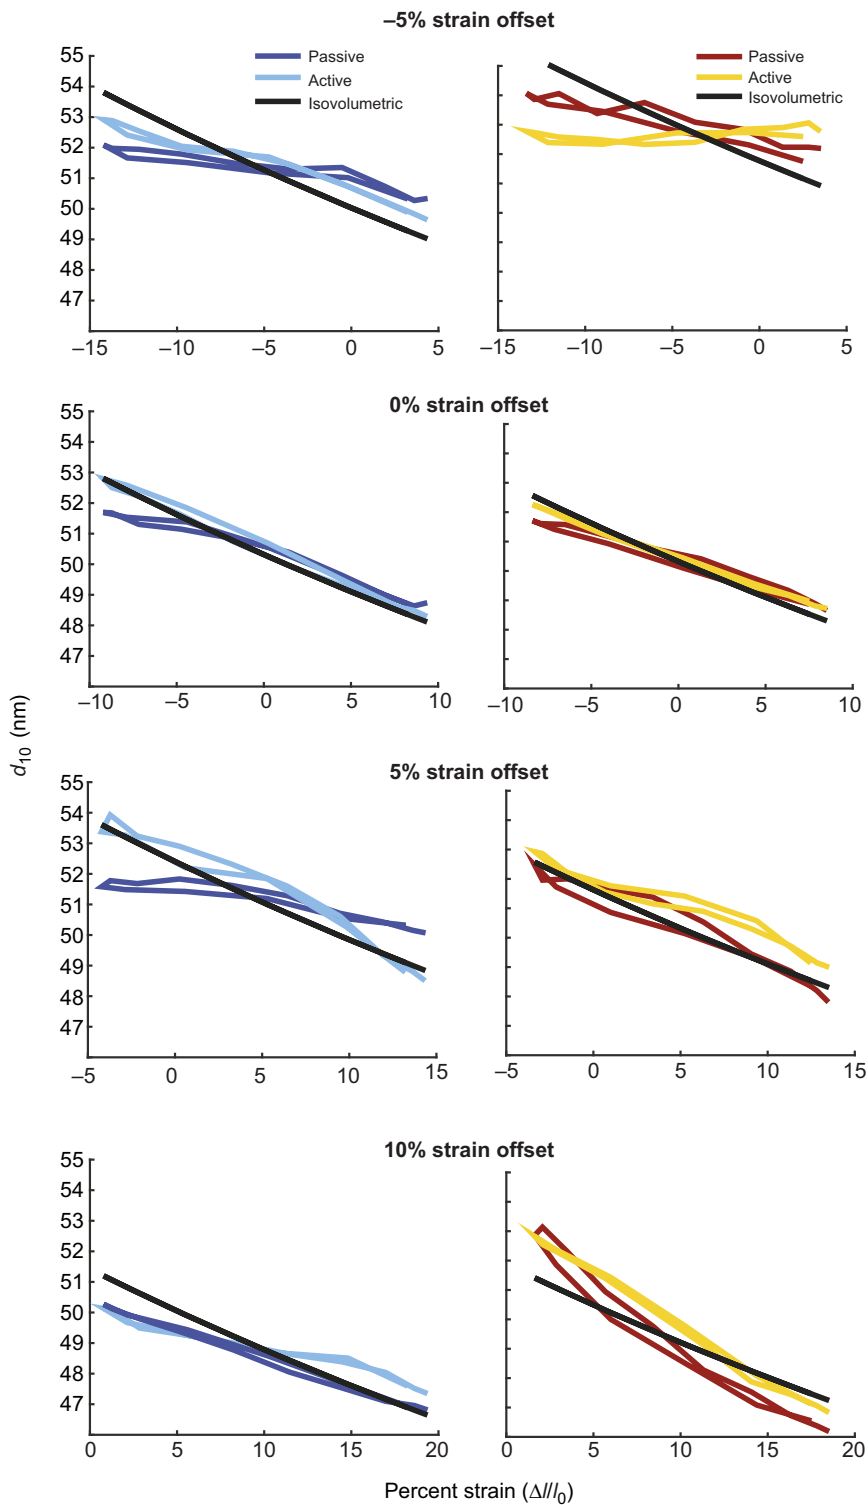 –5% strain offset
55
54
53
52
51
50
49
48
47
Passive
Active
Isovolumetric
Passive
Active
Isovolumetric
–15 –10 –5 0 5
–15 –10 –5 0 5
0% strain offset
55
54
53
52
51
50
49
48
47
–10 –5 0 5 10
–10 –5 0 5 10
d10 (nm)
5% strain offset
55
54
53
52
51
50
49
48
47
–5 0 5 10 15
–5 0 5 10 15
10% strain offset
55
54
53
52
51
50
49
48
47
0 5 10 15 20
0 5 10 15 20
Percent strain (Δl/l0)